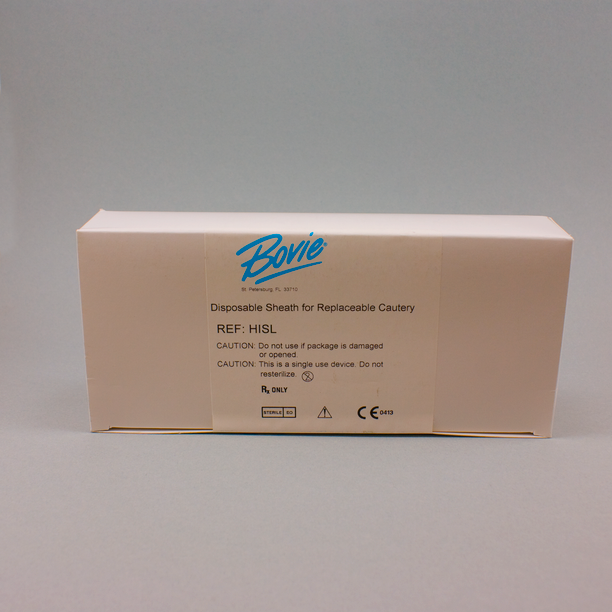 Bovie®
St. Petersburg, FL 33710
Disposable Sheath for Replaceable Cautery
REF: HISL
CAUTION: Do not use if package is damaged
or opened.
CAUTION: This is a single use device. Do not
resterilize.
Rx ONLY
STERILE EO
CE 0413